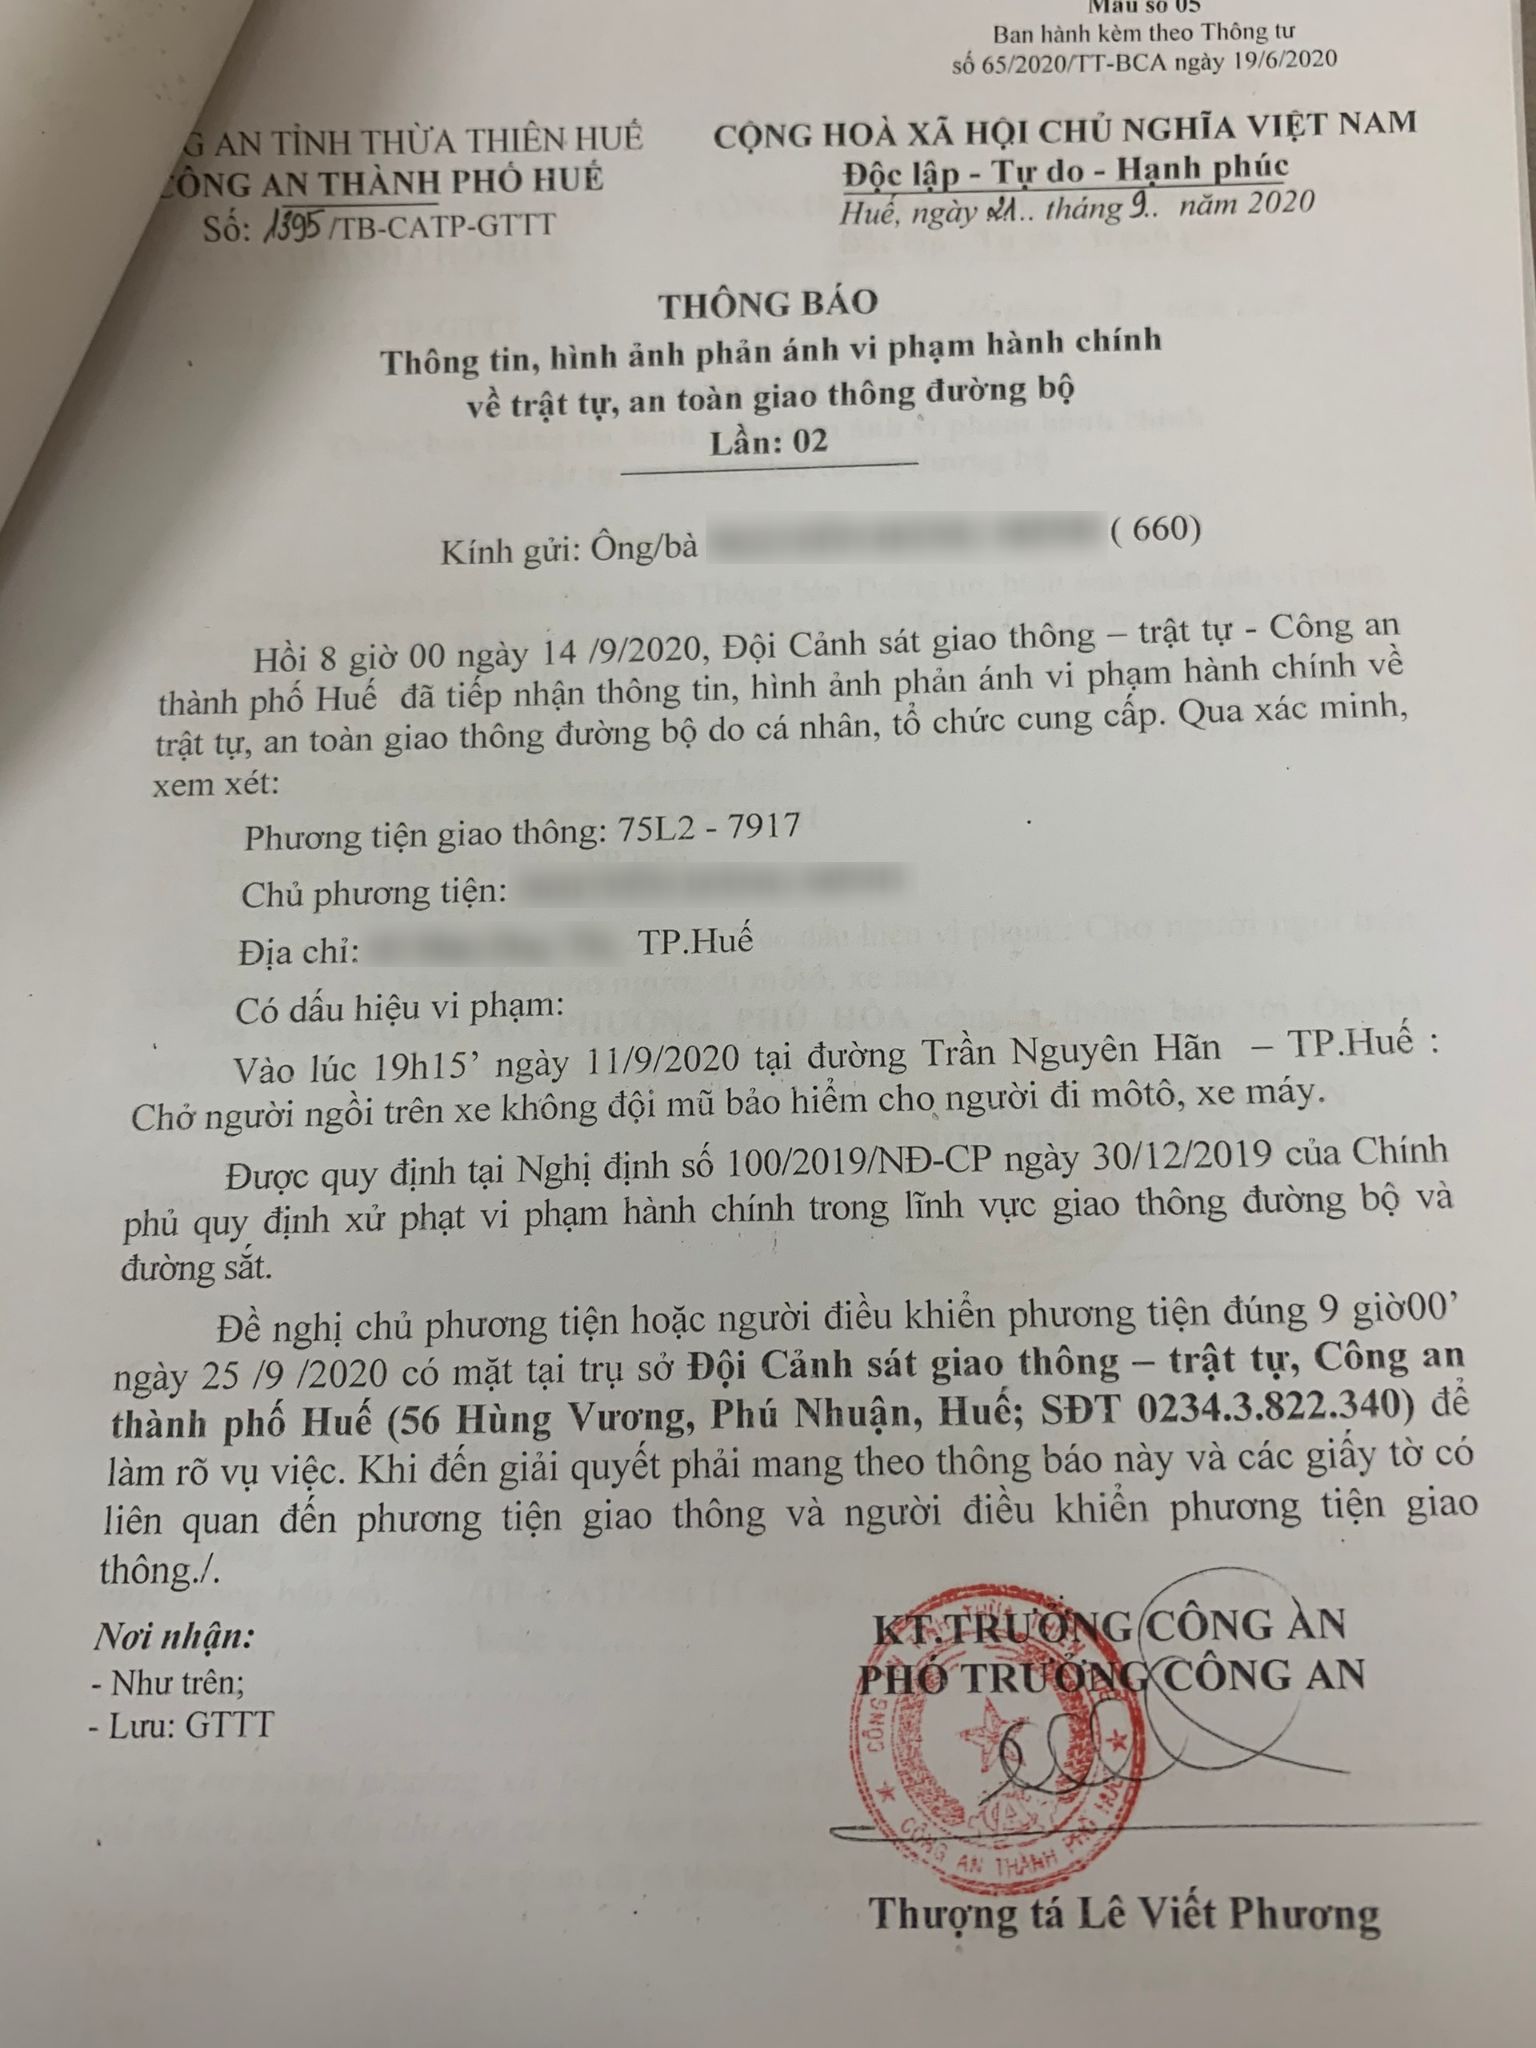 Mẫu số 05
Ban hành kèm theo Thông tư
số 65/2020/TT-BCA ngày 19/6/2020
G AN TỈNH THỪA THIÊN HUẾ
CÔNG AN THÀNH PHỐ HUẾ
Số: 1395/TB-CATP-GTTT
CỘNG HOÀ XÃ HỘI CHỦ NGHĨA VIỆT NAM
Độc lập - Tự do - Hạnh phúc
Huế, ngày 21.. tháng 9.. năm 2020
THÔNG BÁO
Thông tin, hình ảnh phản ánh vi phạm hành chính
về trật tự, an toàn giao thông đường bộ
Lần: 02
Kính gửi: Ông/bà ( 660)
Hồi 8 giờ 00 ngày 14 /9/2020, Đội Cảnh sát giao thông – trật tự - Công an
thành phố Huế đã tiếp nhận thông tin, hình ảnh phản ánh vi phạm hành chính về
trật tự, an toàn giao thông đường bộ do cá nhân, tổ chức cung cấp. Qua xác minh,
xem xét:
Phương tiện giao thông: 75L2 - 7917
Chủ phương tiện:
Địa chỉ: TP.Huế
Có dấu hiệu vi phạm:
Vào lúc 19h15’ ngày 11/9/2020 tại đường Trần Nguyên Hãn – TP.Huế :
Chở người ngồi trên xe không đội mũ bảo hiểm cho người đi môtô, xe máy.
Được quy định tại Nghị định số 100/2019/NĐ-CP ngày 30/12/2019 của Chính
phủ quy định xử phạt vi phạm hành chính trong lĩnh vực giao thông đường bộ và
đường sắt.
Đề nghị chủ phương tiện hoặc người điều khiển phương tiện đúng 9 giờ00’
ngày 25 /9 /2020 có mặt tại trụ sở Đội Cảnh sát giao thông – trật tự, Công an
thành phố Huế (56 Hùng Vương, Phú Nhuận, Huế; SĐT 0234.3.822.340) để
làm rõ vụ việc. Khi đến giải quyết phải mang theo thông báo này và các giấy tờ có
liên quan đến phương tiện giao thông và người điều khiển phương tiện giao
thông./.
Nơi nhận:
- Như trên;
- Lưu: GTTT
KT.TRƯỞNG CÔNG AN
PHÓ TRƯỞNG CÔNG AN
CÔNG AN THÀNH PHỐ HUẾ
Thượng tá Lê Viết Phương